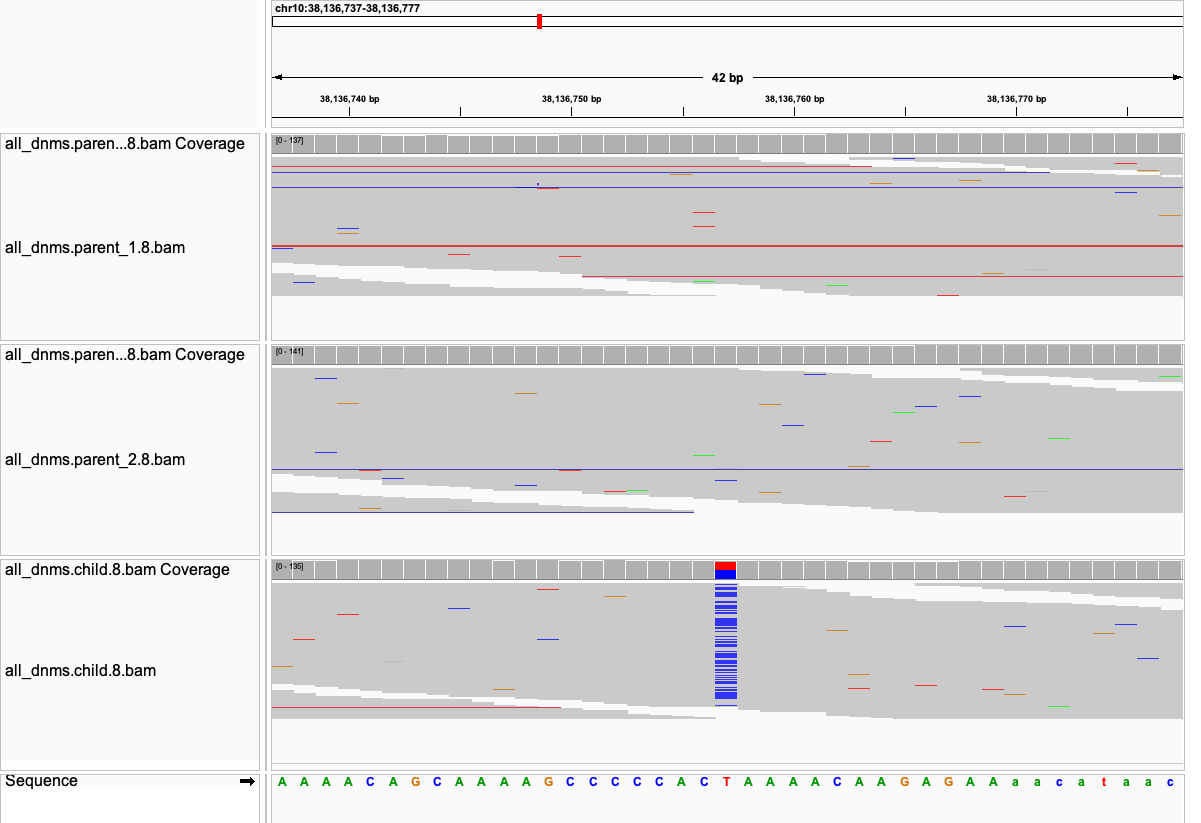 chr10:38,136,737-38,136,777
42 bp
38,136,740 bp 38,136,750 bp 38,136,760 bp 38,136,770 bp
all_dnms.paren...8.bam Coverage [0 - 137]
all_dnms.parent_1.8.bam
all_dnms.paren...8.bam Coverage [0 - 141]
all_dnms.parent_2.8.bam
all_dnms.child.8.bam Coverage [0 - 135]
all_dnms.child.8.bam
Sequence A A A A C A G C A A A A G C C C C C A C T A A A A C A A G A G A A a a c a t a a c